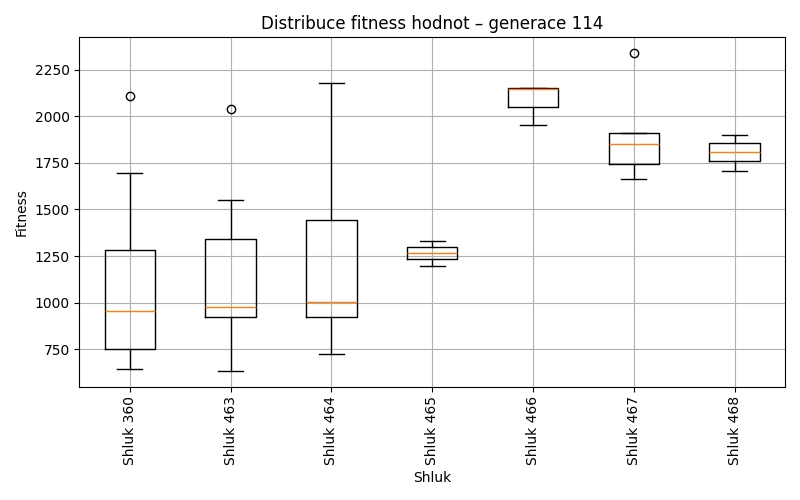 Distribuce fitness hodnot – generace 114
Fitness
2250
2000
1750
1500
1250
1000
750
Shluk 360
Shluk 463
Shluk 464
Shluk 465
Shluk 466
Shluk 467
Shluk 468
Shluk